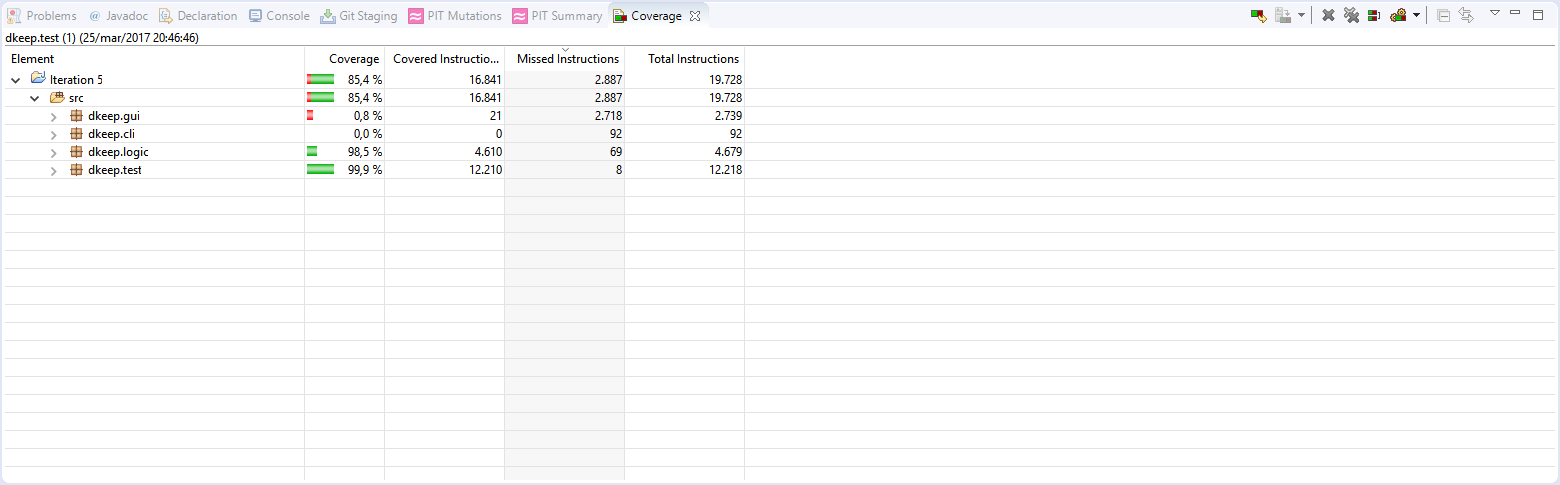 Problems @ Javadoc Declaration Console Git Staging PIT Mutations PIT Summary Coverage
dkeep.test (1) (25/mar/2017 20:46:46)
Element Coverage Covered Instructio... Missed Instructions Total Instructions
Iteration 5 85,4 % 16.841 2.887 19.728
src 85,4 % 16.841 2.887 19.728
dkeep.gui 0,8 % 21 2.718 2.739
dkeep.cli 0,0 % 0 92 92
dkeep.logic 98,5 % 4.610 69 4.679
dkeep.test 99,9 % 12.210 8 12.218